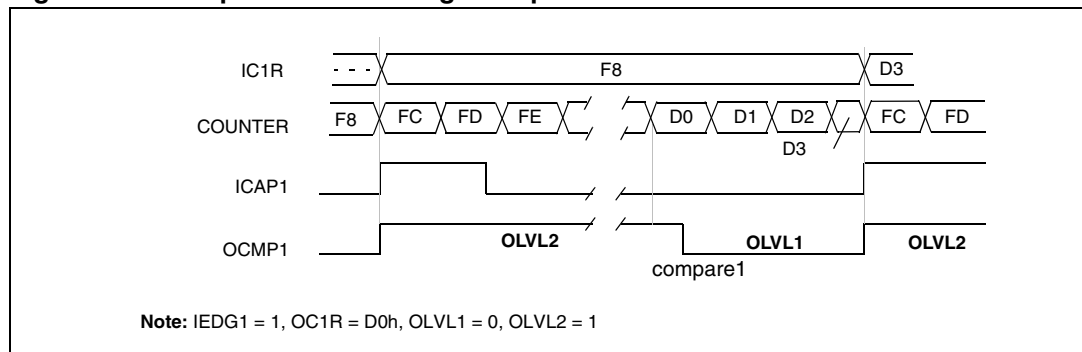 IC1R - - - F8 D3
COUNTER F8 FC FD FE D0 D1 D2 FC FD
D3
ICAP1
OLVL2 OLVL1 OLVL2
OCMP1
compare1
Note: IEDG1 = 1, OC1R = D0h, OLVL1 = 0, OLVL2 = 1